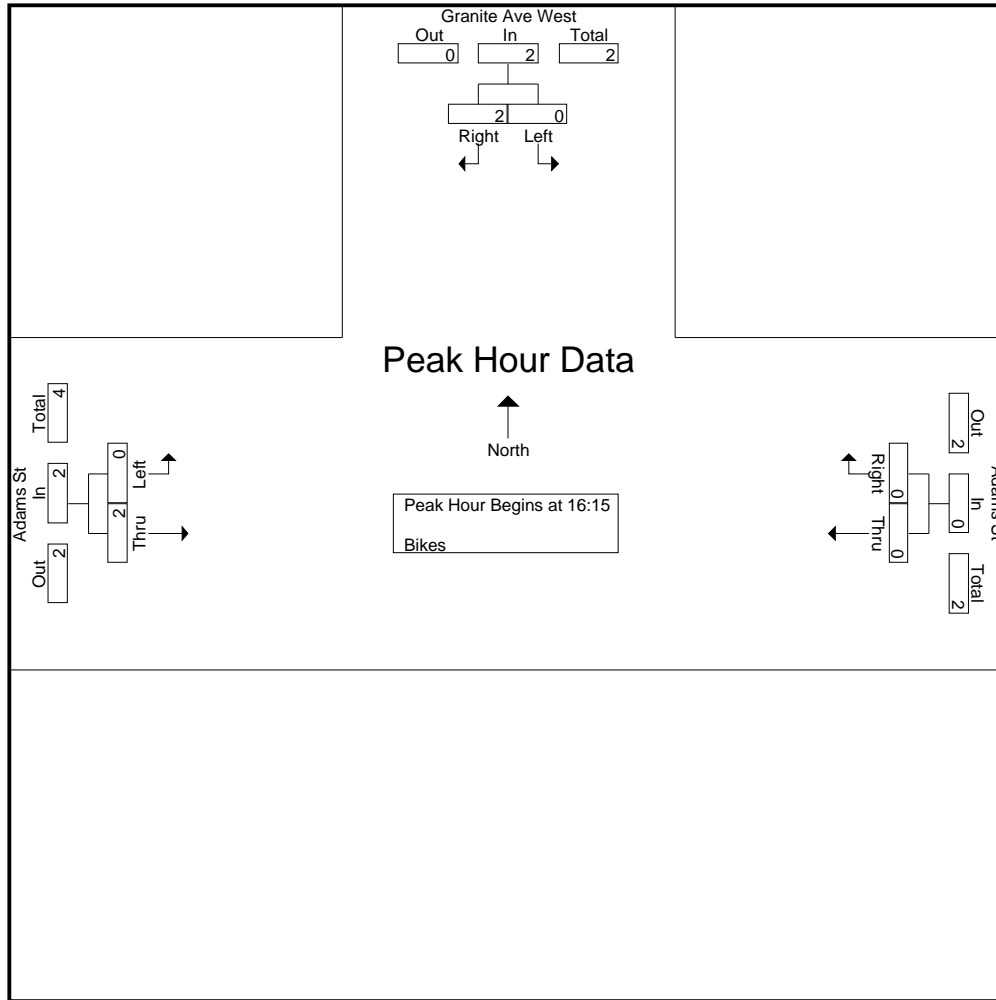 Granite Ave West
Out In Total
0 2 2
2 0
Right Left
Peak Hour Data
North
Peak Hour Begins at 16:15
Bikes
Adams St
Out In Total
2 2 4
Thru Left
2 0
Adams St
Out In Total
2 0 2
Right Thru
0 0